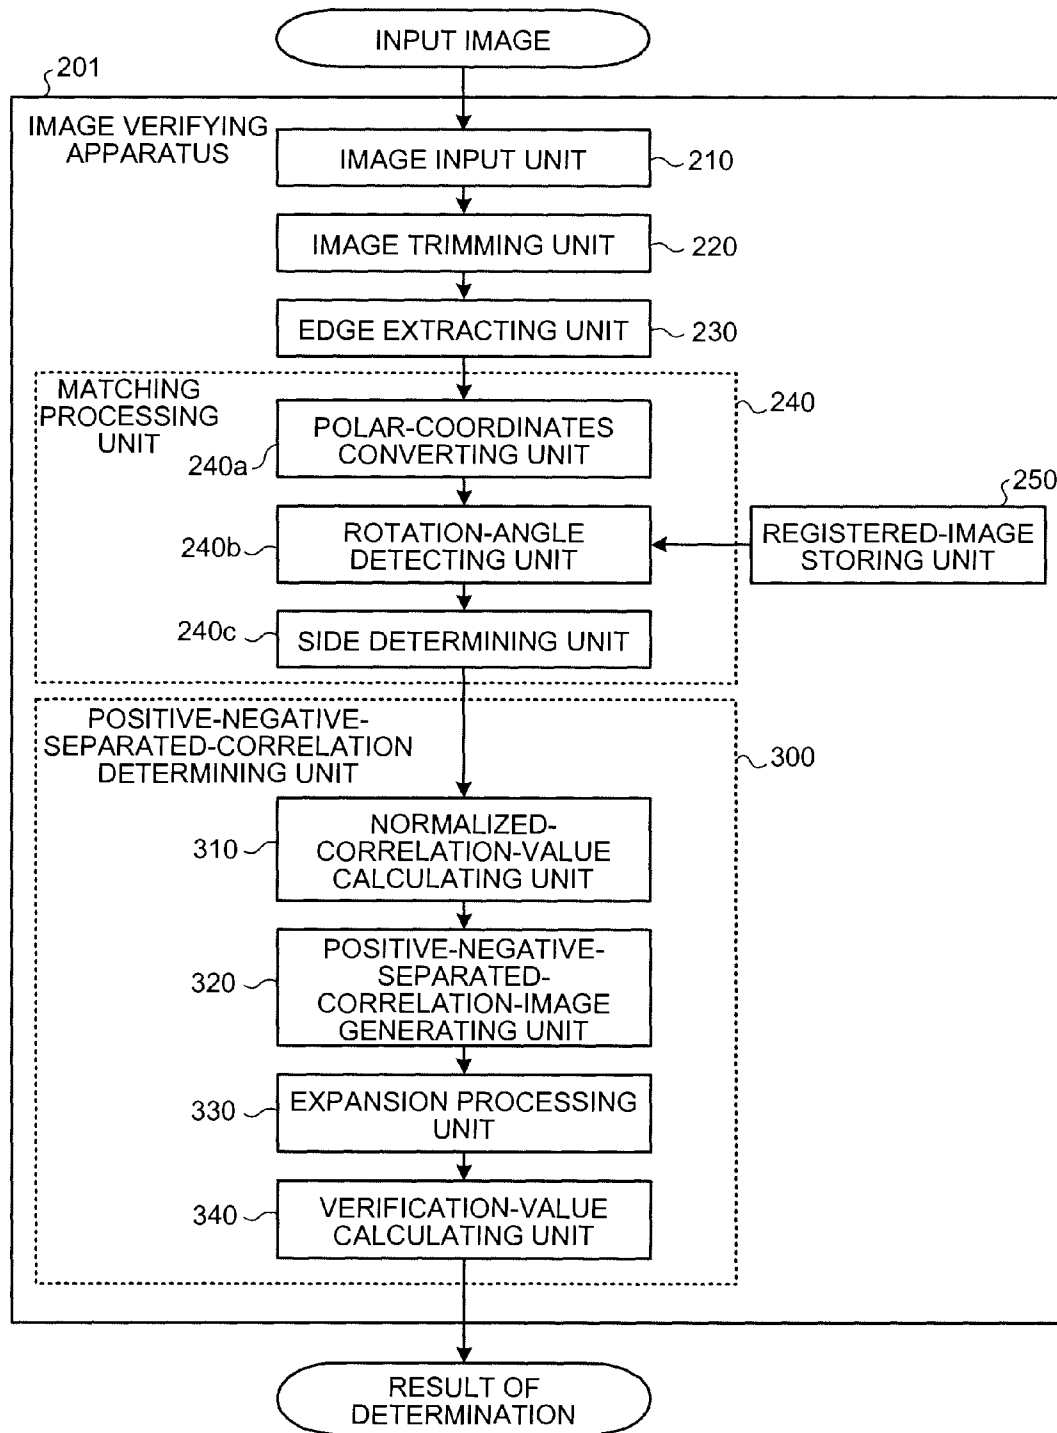 INPUT IMAGE
201
IMAGE VERIFYING
APPARATUS
IMAGE INPUT UNIT
210
IMAGE TRIMMING UNIT
220
EDGE EXTRACTING UNIT
230
MATCHING
PROCESSING
UNIT
240
POLAR-COORDINATES
CONVERTING UNIT
240a
ROTATION-ANGLE
DETECTING UNIT
240b
250
REGISTERED-IMAGE
STORING UNIT
240c
SIDE DETERMINING UNIT
POSITIVE-NEGATIVE-
SEPARATED-CORRELATION
DETERMINING UNIT
300
NORMALIZED-
CORRELATION-VALUE
CALCULATING UNIT
310
POSITIVE-NEGATIVE-
SEPARATED-
CORRELATION-IMAGE
GENERATING UNIT
320
EXPANSION PROCESSING
UNIT
330
VERIFICATION-VALUE
CALCULATING UNIT
340
RESULT OF
DETERMINATION